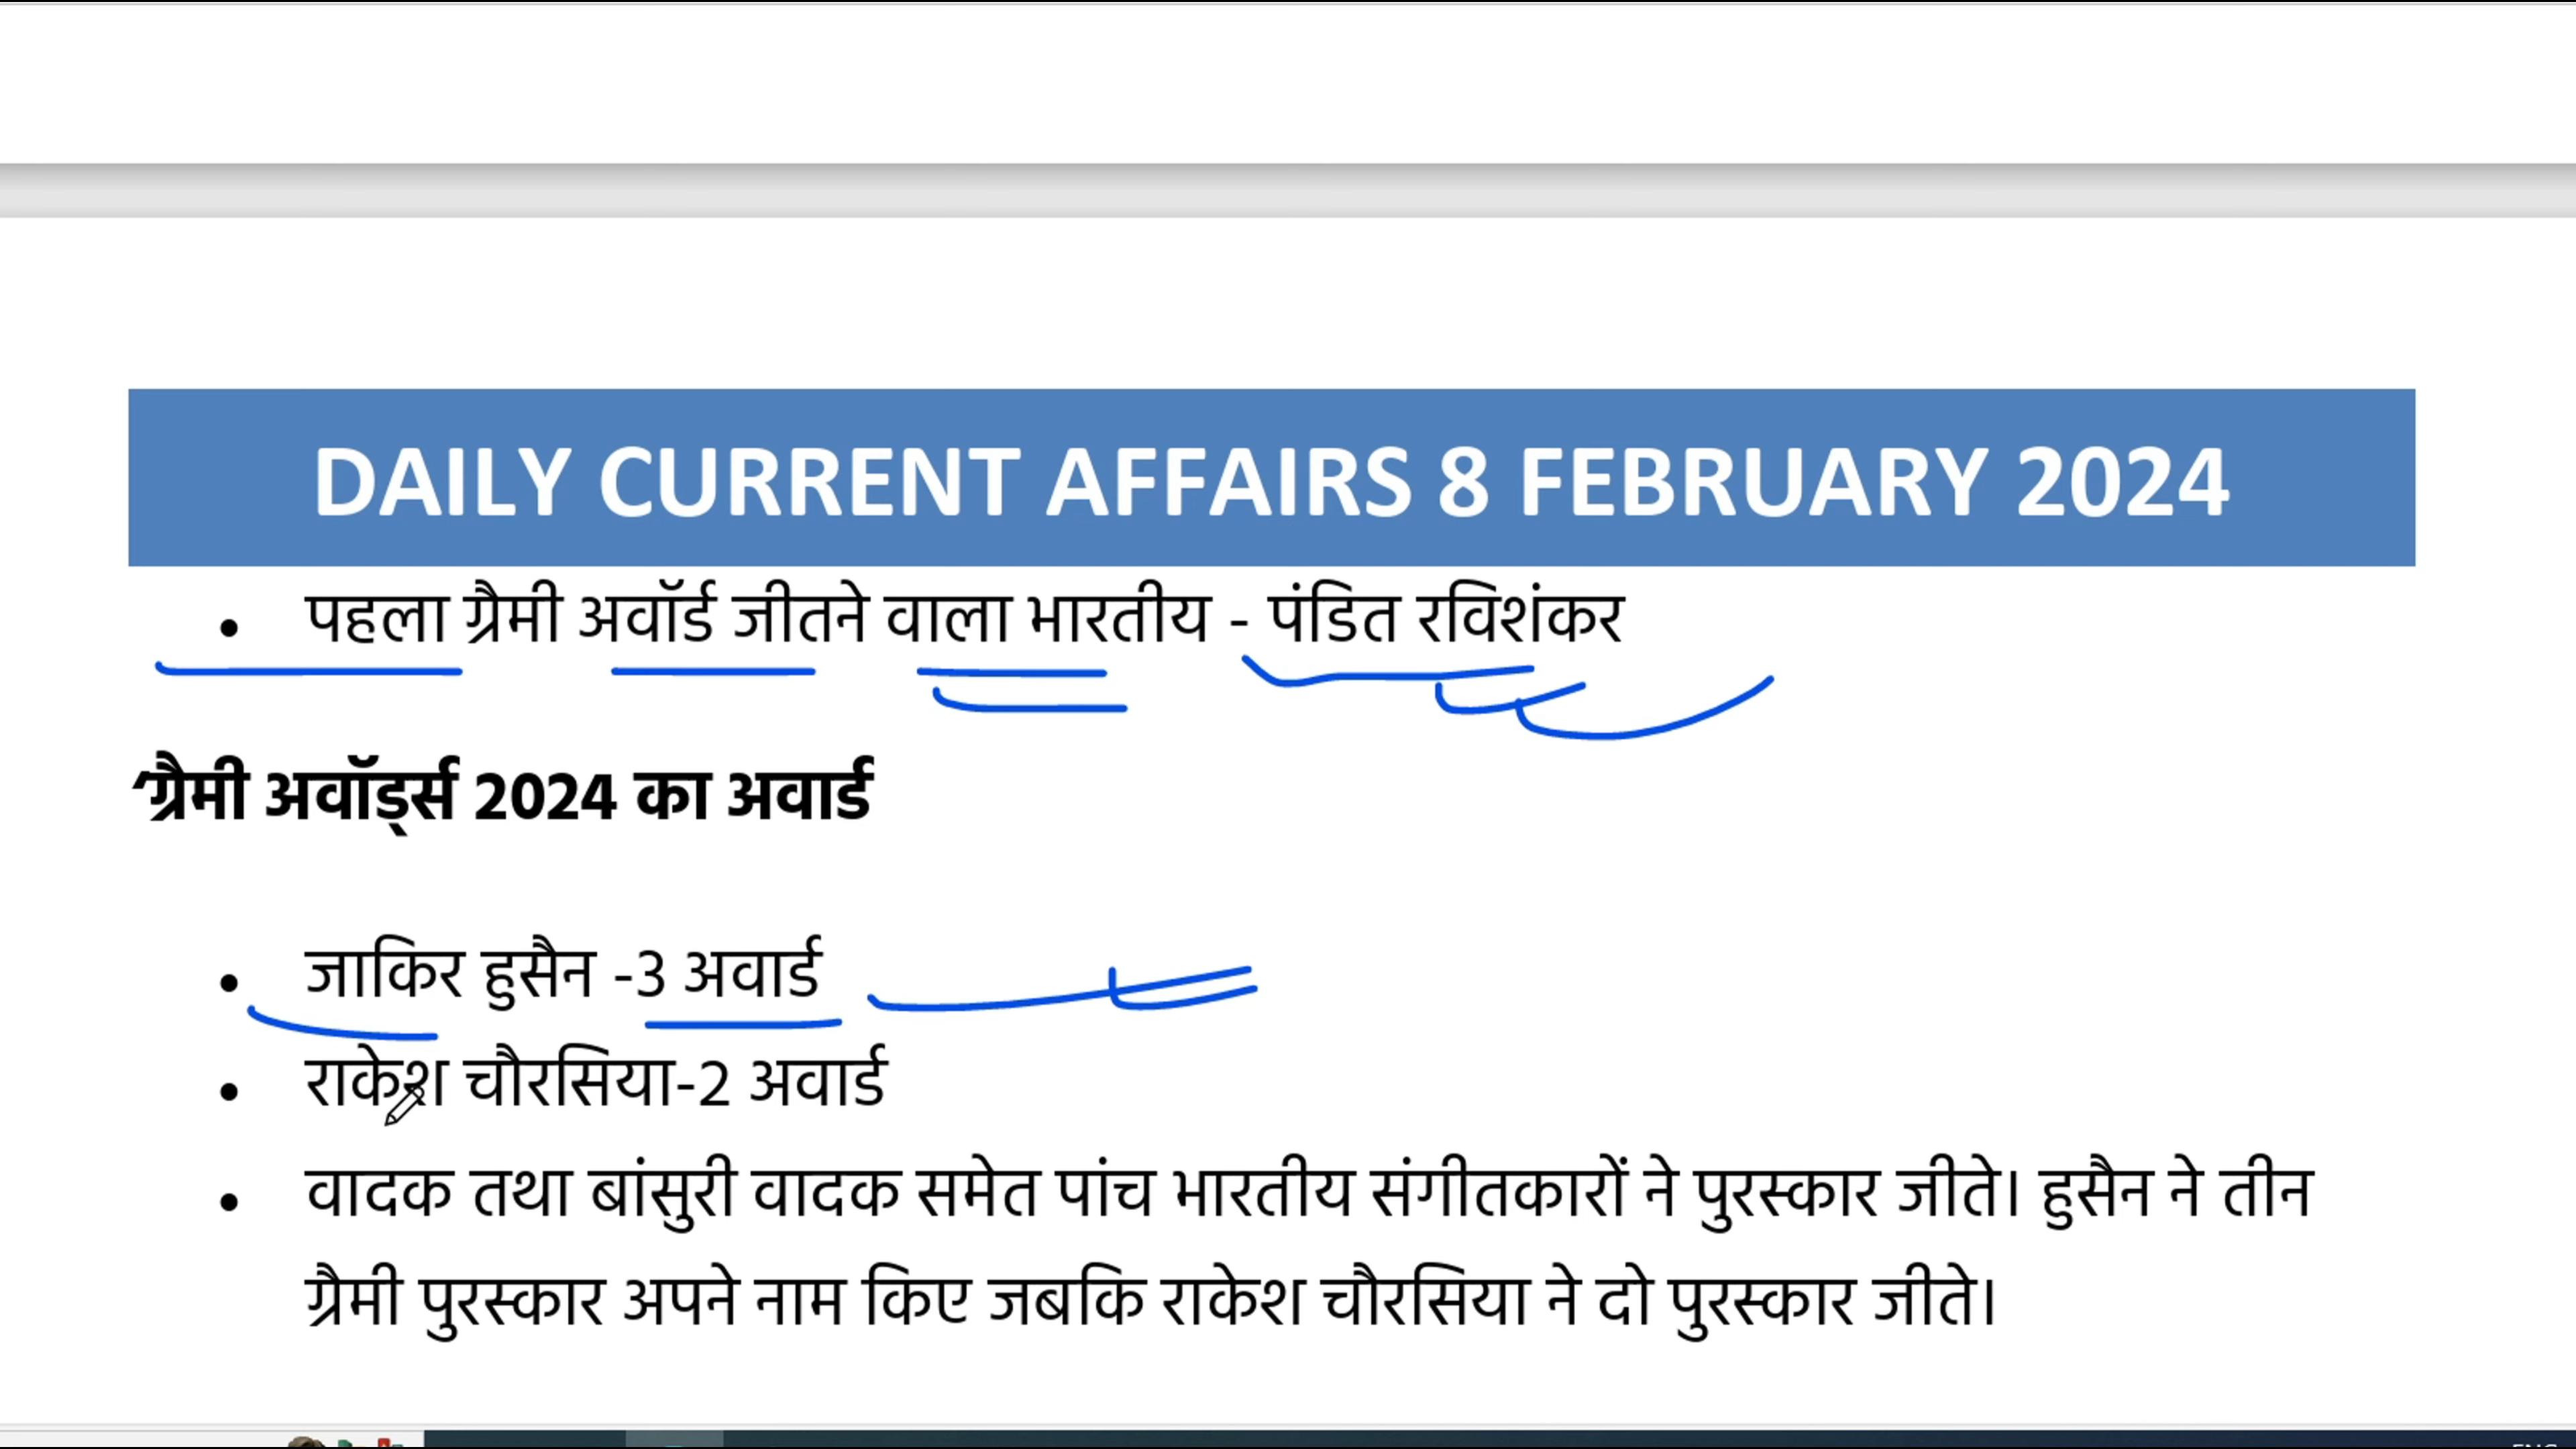 DAILY CURRENT AFFAIRS 8 FEBRUARY 2024
• पहला ग्रैमी अवॉर्ड जीतने वाला भारतीय - पंडित रविशंकर
ग्रैमी अवॉर्ड्स 2024 का अवार्ड
• जाकिर हुसैन -3 अवार्ड
• राकेश चौरसिया-2 अवार्ड
• वादक तथा बांसुरी वादक समेत पांच भारतीय संगीतकारों ने पुरस्कार जीते। हुसैन ने तीन
ग्रैमी पुरस्कार अपने नाम किए जबकि राकेश चौरसिया ने दो पुरस्कार जीते।